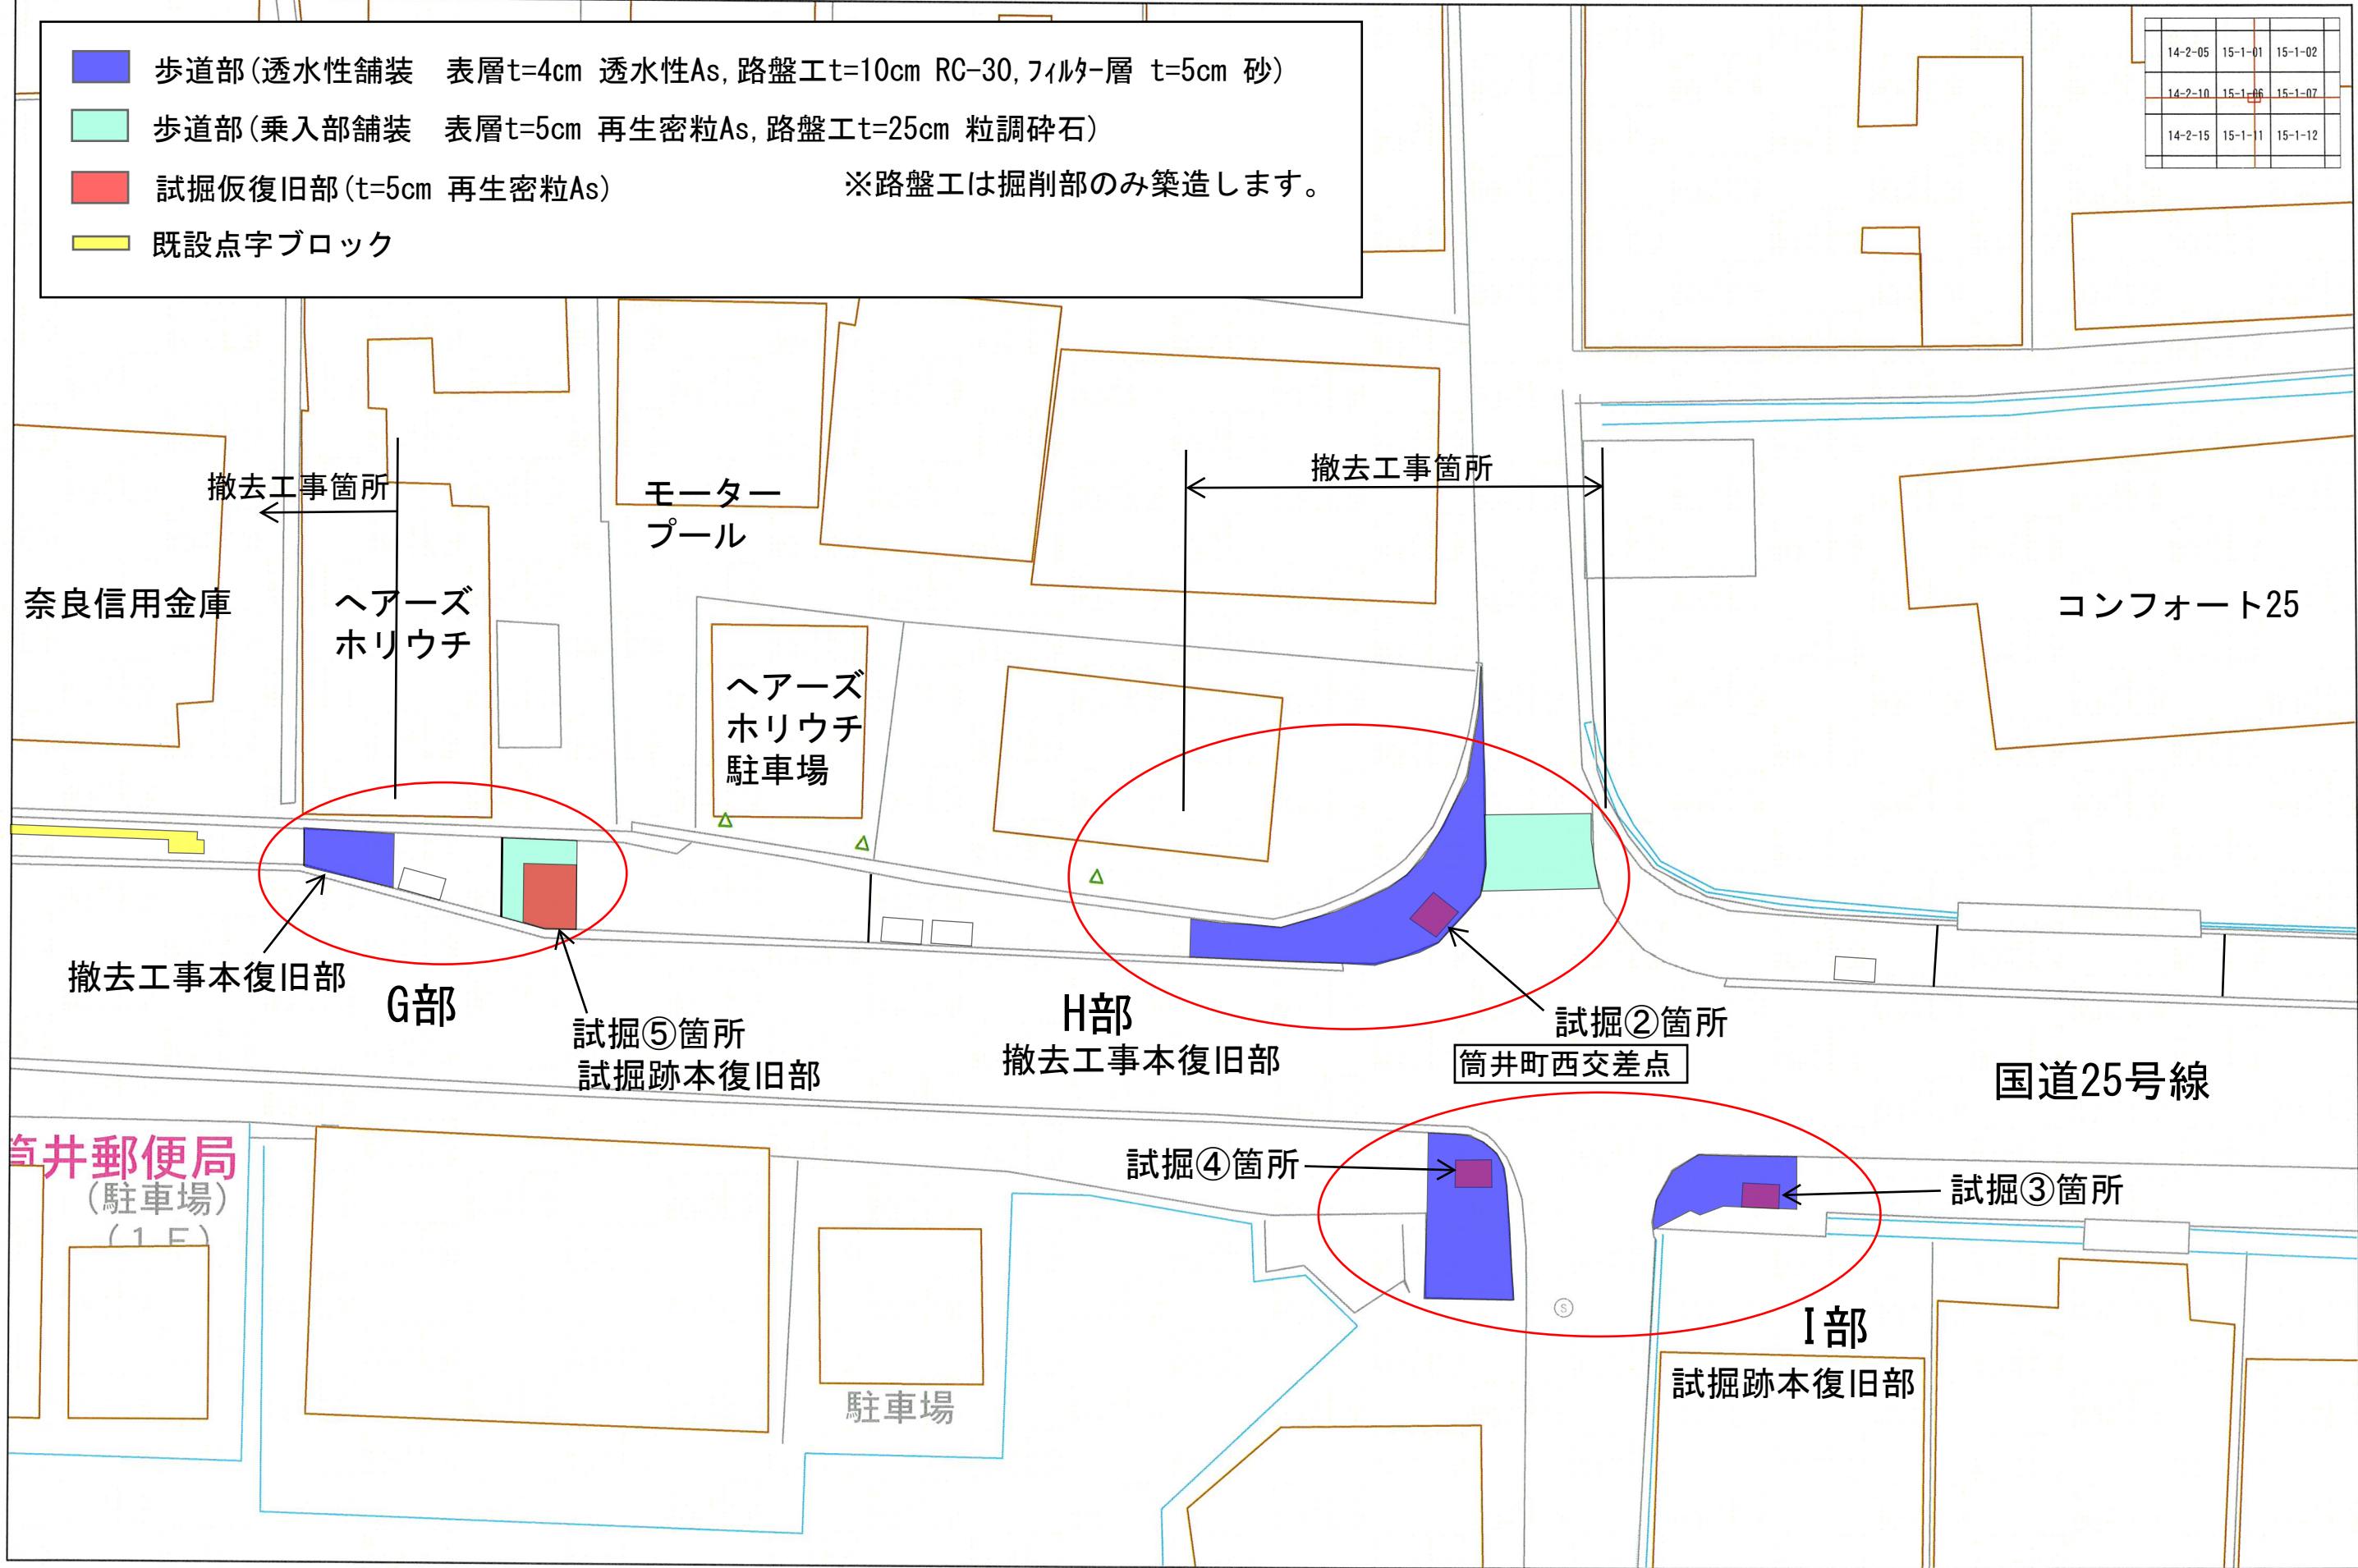 歩道部(透水性舗装　表層t=4cm 透水性As,路盤工t=10cm RC-30,フィルター層 t=5cm 砂)
歩道部(乗入部舗装　表層t=5cm 再生密粒As,路盤工t=25cm 粒調砕石)
試掘仮復旧部(t=5cm 再生密粒As)
※路盤工は掘削部のみ築造します。
既設点字ブロック
14-2-05 15-1-01 15-1-02
14-2-10 15-1-06 15-1-07
14-2-15 15-1-11 15-1-12
撤去工事箇所
撤去工事箇所
モーター
プール
奈良信用金庫
ヘアーズ
ホリウチ
コンフォート25
ヘアーズ
ホリウチ
駐車場
撤去工事本復旧部
G部
試掘⑤箇所
試掘跡本復旧部
H部
撤去工事本復旧部
試掘②箇所
筒井町西交差点
国道25号線
筒井郵便局
(駐車場)
(1F)
試掘④箇所
試掘③箇所
S
I部
試掘跡本復旧部
駐車場